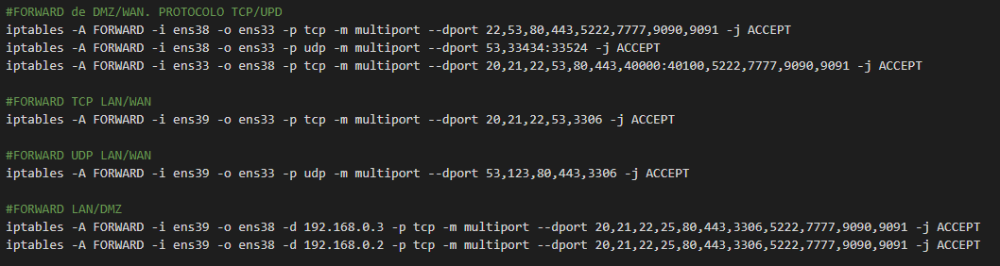 #FORWARD de DMZ/WAN. PROTOCOLO TCP/UPD
iptables -A FORWARD -i ens38 -o ens33 -p tcp -m multiport --dport 22,53,80,443,5222,7777,9090,9091 -j ACCEPT
iptables -A FORWARD -i ens38 -o ens33 -p udp -m multiport --dport 53,33434:33524 -j ACCEPT
iptables -A FORWARD -i ens33 -o ens38 -p tcp -m multiport --dport 20,21,22,53,80,443,40000:40100,5222,7777,9090,9091 -j ACCEPT
#FORWARD TCP LAN/WAN
iptables -A FORWARD -i ens39 -o ens33 -p tcp -m multiport --dport 20,21,22,53,3306 -j ACCEPT
#FORWARD UDP LAN/WAN
iptables -A FORWARD -i ens39 -o ens33 -p udp -m multiport --dport 53,123,80,443,3306 -j ACCEPT
#FORWARD LAN/DMZ
iptables -A FORWARD -i ens39 -o ens38 -d 192.168.0.3 -p tcp -m multiport --dport 20,21,22,25,80,443,3306,5222,7777,9090,9091 -j ACCEPT
iptables -A FORWARD -i ens39 -o ens38 -d 192.168.0.2 -p tcp -m multiport --dport 20,21,22,25,80,443,3306,5222,7777,9090,9091 -j ACCEPT